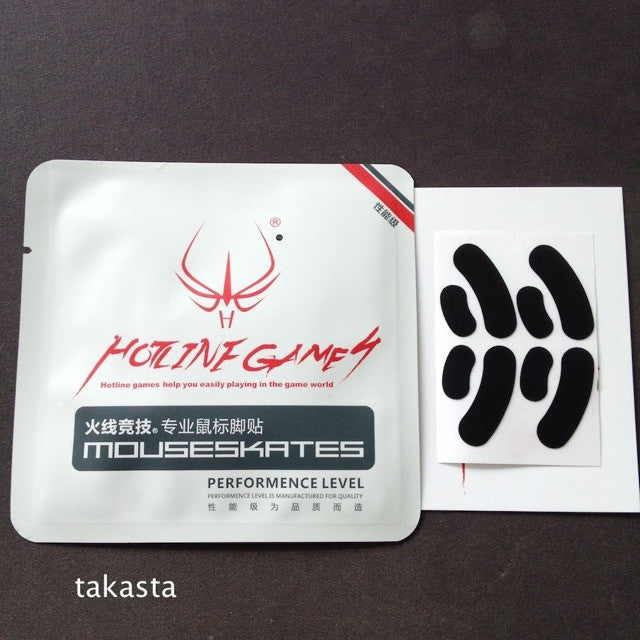 ®
性能级
H
HOTLINE GAMES
Hotline games help you easily playing in the game world
火线竞技®专业鼠标脚贴
MOUSESKATES
PERFORMENCE LEVEL
PERFORMENCE LEVEL IS MANUFACTURED FOR QUALITY
性能级为品质而造
takasta